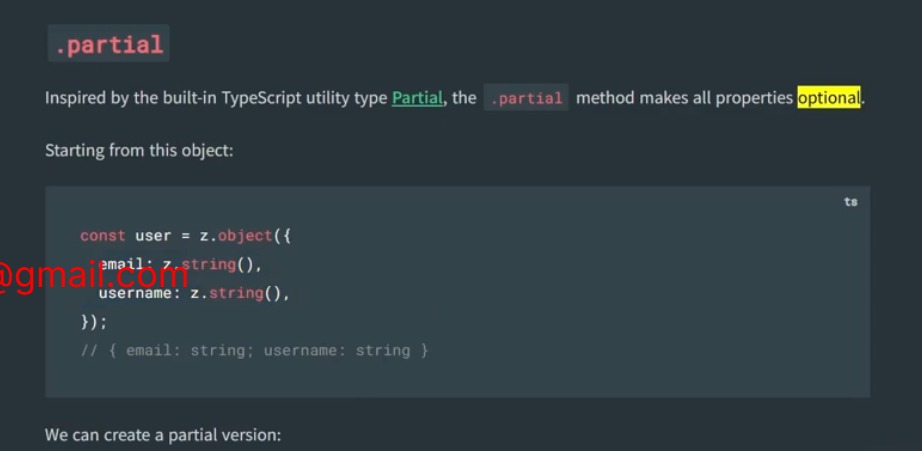 .partial
Inspired by the built-in TypeScript utility type Partial, the .partial method makes all properties optional.
Starting from this object:
ts
const user = z.object({
email: z.string(),
@gmail.com
username: z.string(),
});
// { email: string; username: string }
We can create a partial version: